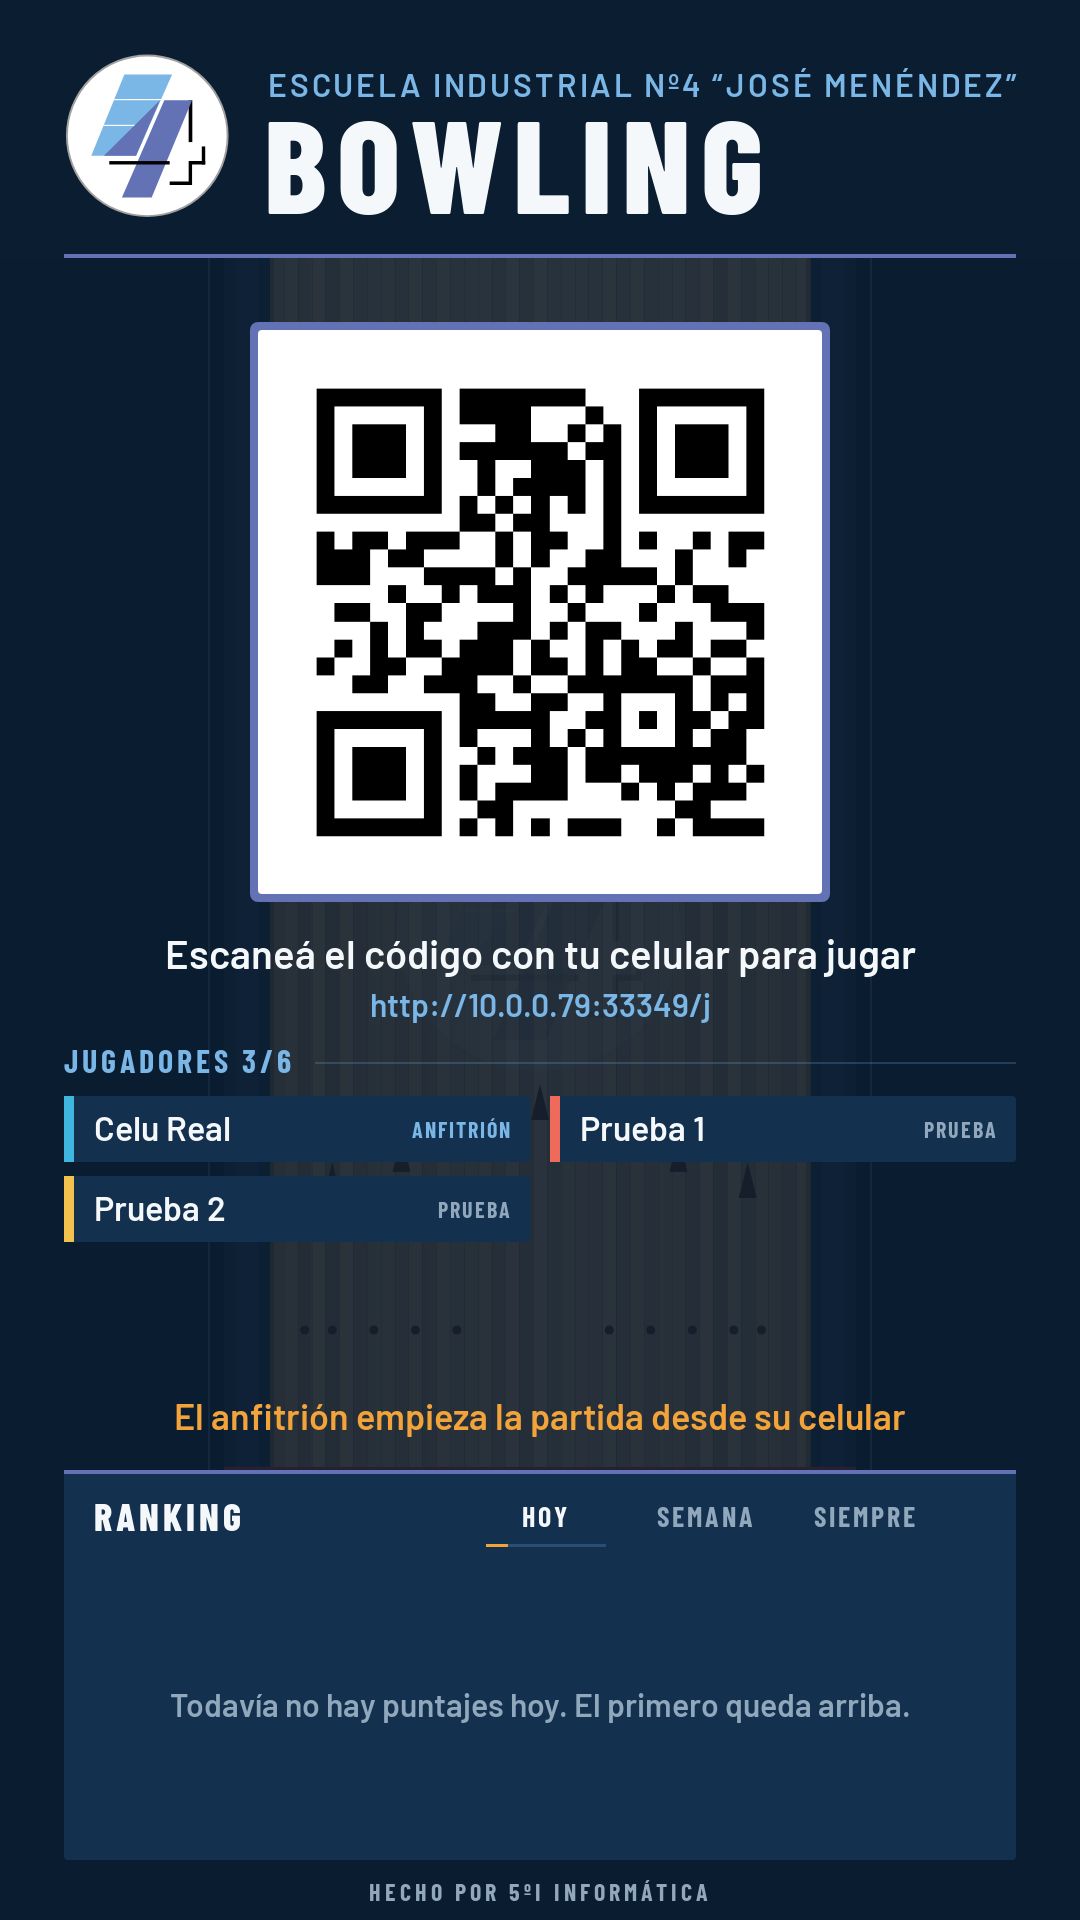 ESCUELA INDUSTRIAL Nº4 “JOSÉ MENÉNDEZ”
BOWLING
Escaneá el código con tu celular para jugar
http://10.0.0.79:33349/j
JUGADORES 3/6
Celu Real ANFITRIÓN
Prueba 1 PRUEBA
Prueba 2 PRUEBA
El anfitrión empieza la partida desde su celular
RANKING HOY SEMANA SIEMPRE
Todavía no hay puntajes hoy. El primero queda arriba.
HECHO POR 5ºI INFORMÁTICA